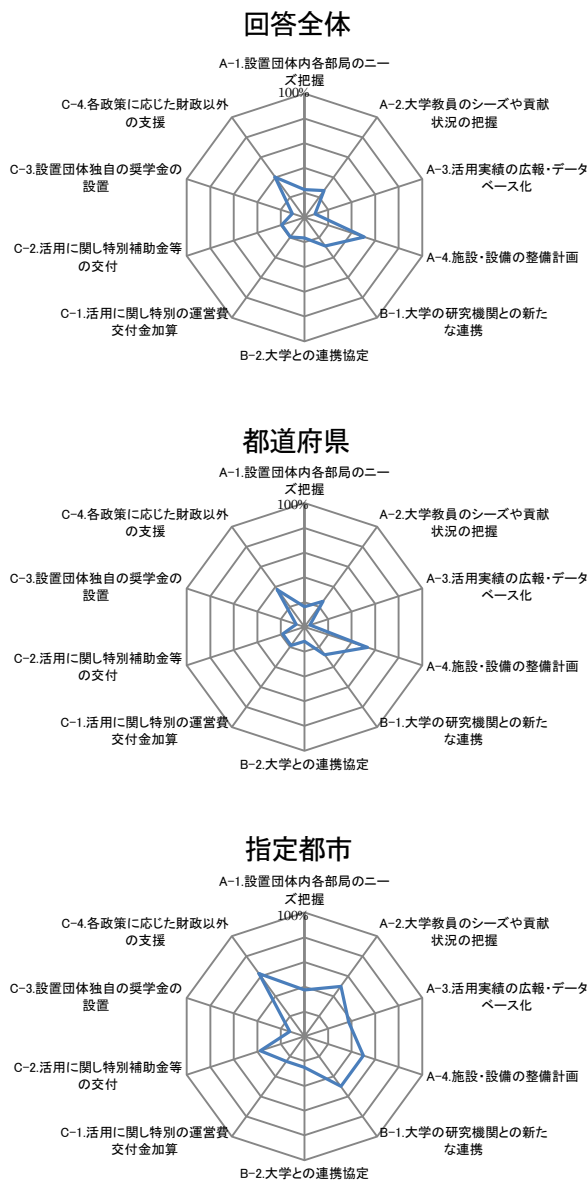 回答全体
A-1.設置団体内各部局のニー
ズ把握
100%
A-2.大学教員のシーズや貢献
状況の把握
A-3.活用実績の広報・データ
ベース化
A-4.施設・設備の整備計画
B-1.大学の研究機関との新た
な連携
B-2.大学との連携協定
C-1.活用に関し特別の運営費
交付金加算
C-2.活用に関し特別補助金等
の交付
C-3.設置団体独自の奨学金の
設置
C-4.各政策に応じた財政以外
の支援
都道府県
A-1.設置団体内各部局のニー
ズ把握
100%
A-2.大学教員のシーズや貢献
状況の把握
A-3.活用実績の広報・データ
ベース化
A-4.施設・設備の整備計画
B-1.大学の研究機関との新た
な連携
B-2.大学との連携協定
C-1.活用に関し特別の運営費
交付金加算
C-2.活用に関し特別補助金等
の交付
C-3.設置団体独自の奨学金の
設置
C-4.各政策に応じた財政以外
の支援
指定都市
A-1.設置団体内各部局のニー
ズ把握
100%
A-2.大学教員のシーズや貢献
状況の把握
A-3.活用実績の広報・データ
ベース化
A-4.施設・設備の整備計画
B-1.大学の研究機関との新た
な連携
B-2.大学との連携協定
C-1.活用に関し特別の運営費
交付金加算
C-2.活用に関し特別補助金等
の交付
C-3.設置団体独自の奨学金の
設置
C-4.各政策に応じた財政以外
の支援